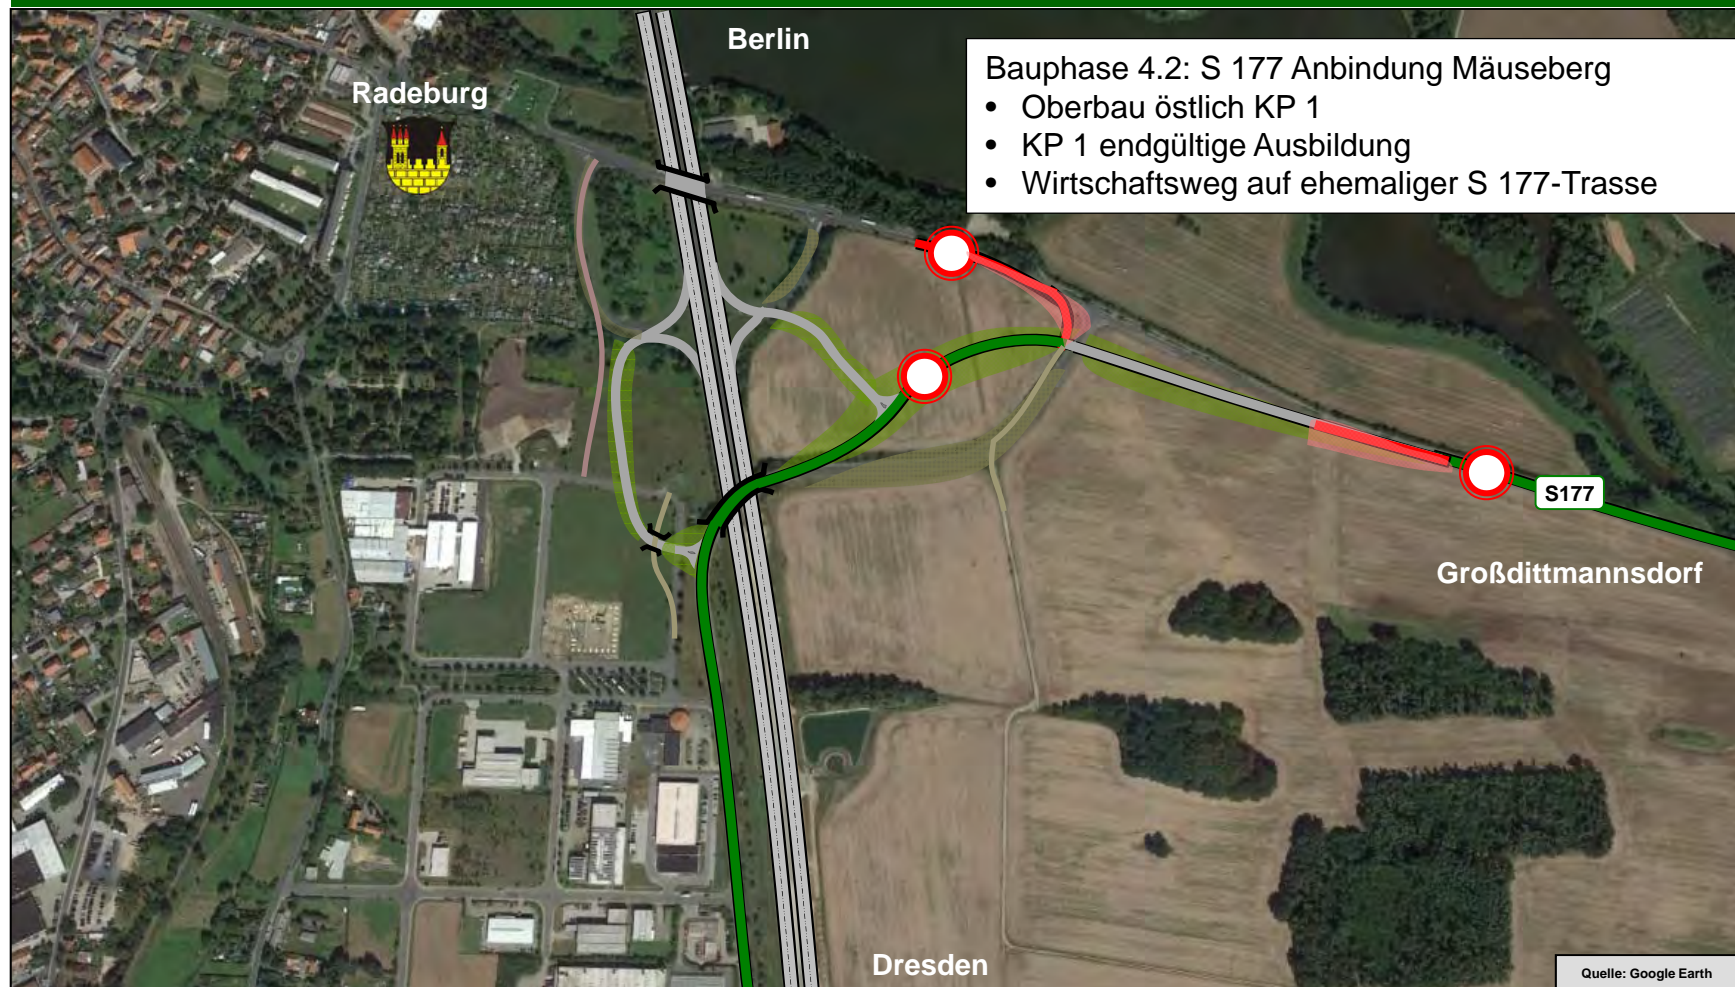 Berlin
Radeburg
Bauphase 4.2: S 177 Anbindung Mäuseberg
• Oberbau östlich KP 1
• KP 1 endgültige Ausbildung
• Wirtschaftsweg auf ehemaliger S 177-Trasse
S177
Großdittmannsdorf
Dresden
Quelle: Google Earth